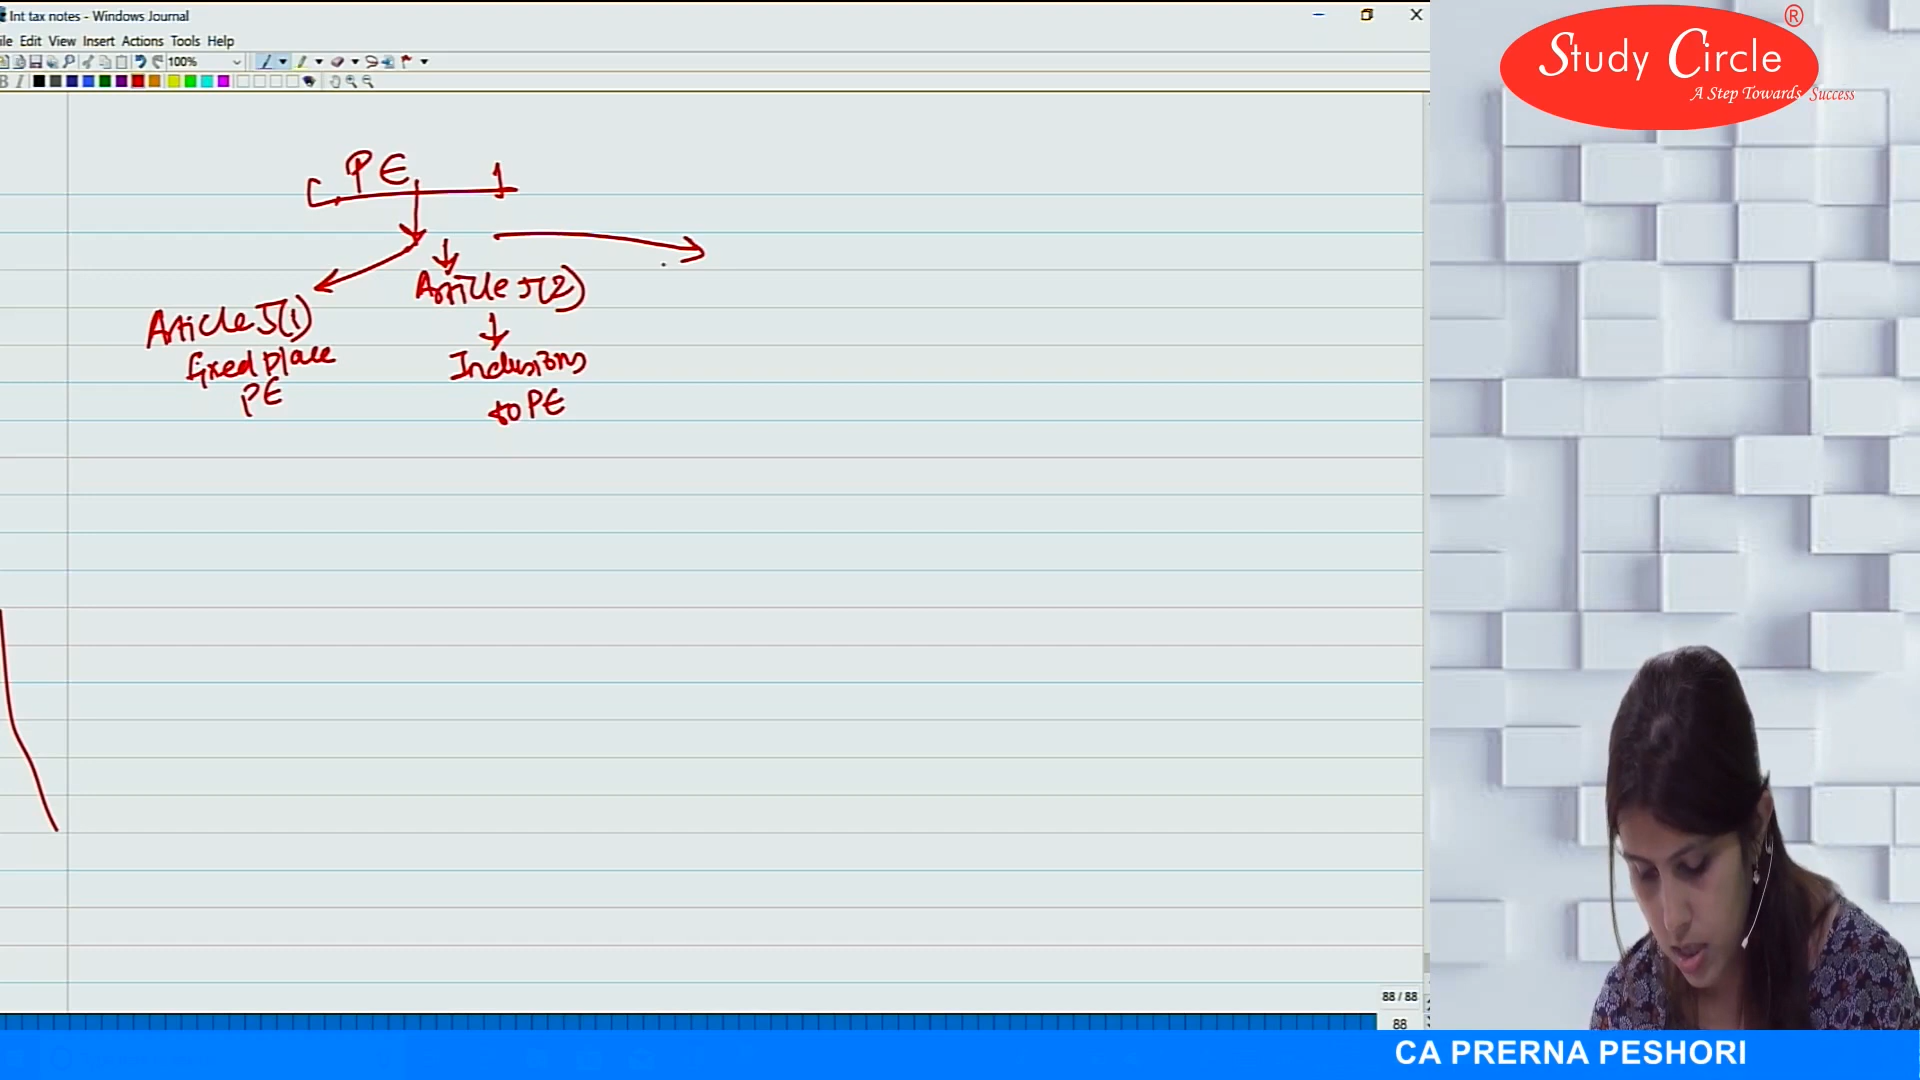 Int tax notes - Windows Journal
ile Edit View Insert Actions Tools Help
100%
B I
PE
Article 5(1)
fixed place
PE
Article 5(2)
Inclusions
to PE
88 / 88
88
Study Circle ®
A Step Towards Success
CA PRERNA PESHORI